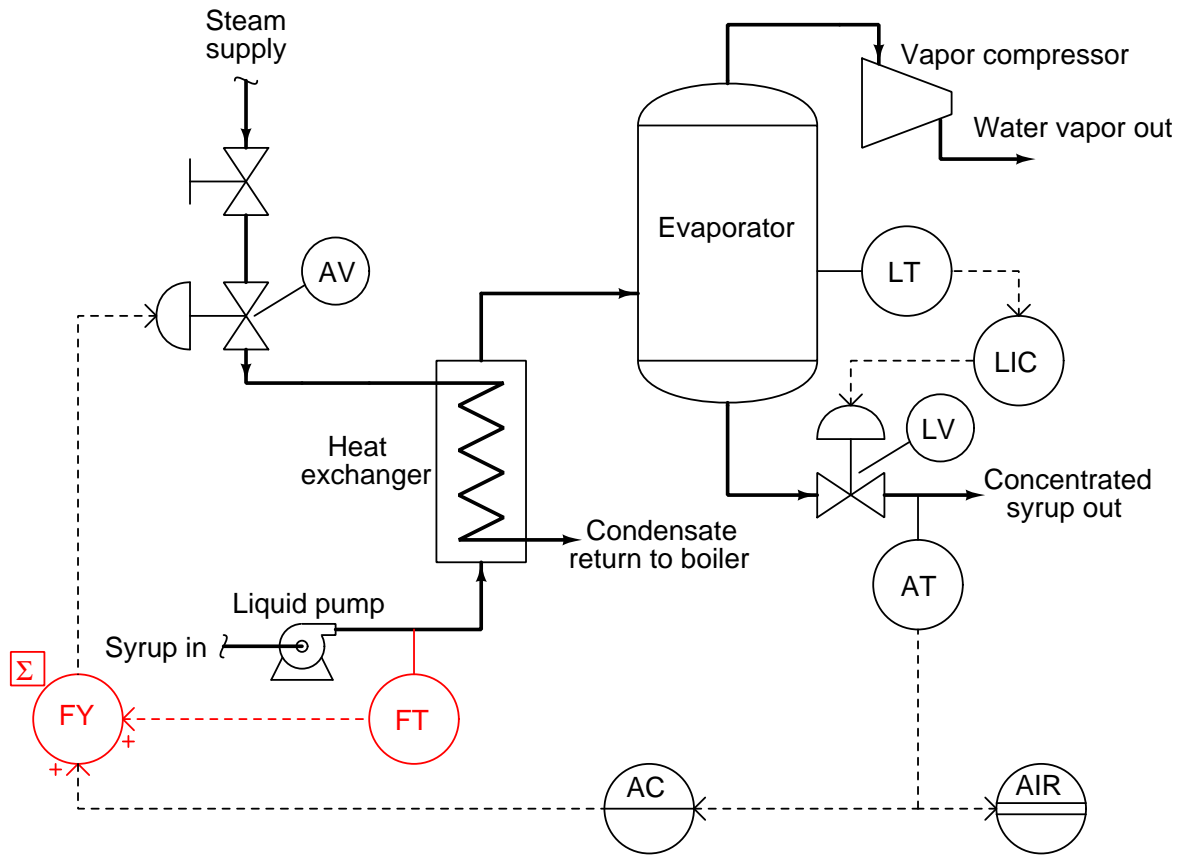 Steam
supply
Vapor compressor
Water vapor out
Evaporator
AV
LT
LIC
LV
Heat
exchanger
Concentrated
syrup out
Condensate
return to boiler
AT
Liquid pump
Syrup in
Σ
FY
FT
+
+
AC
AIR